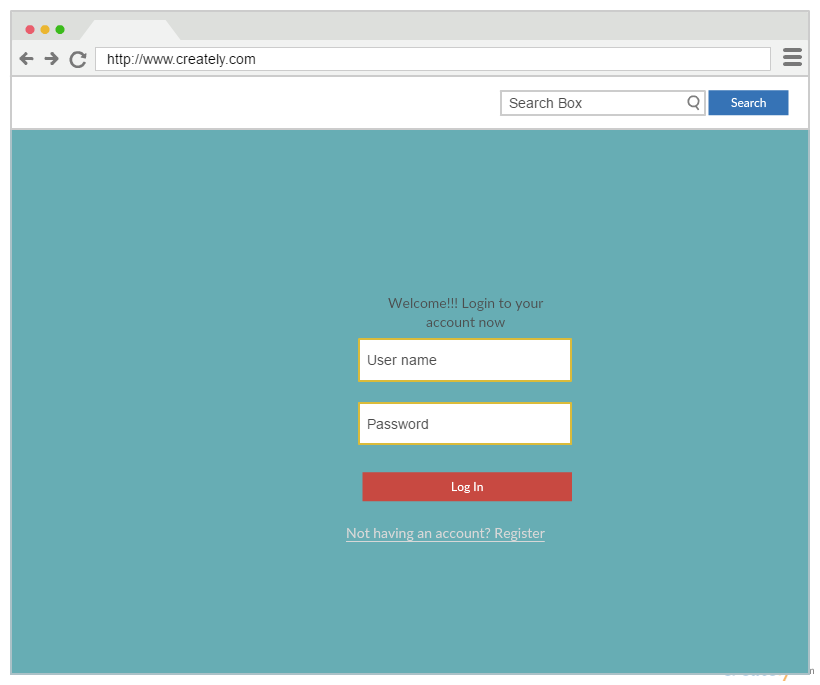 http://www.creately.com
Search Box
Search
Welcome!!! Login to your
account now
User name
Password
Log In
Not having an account? Register